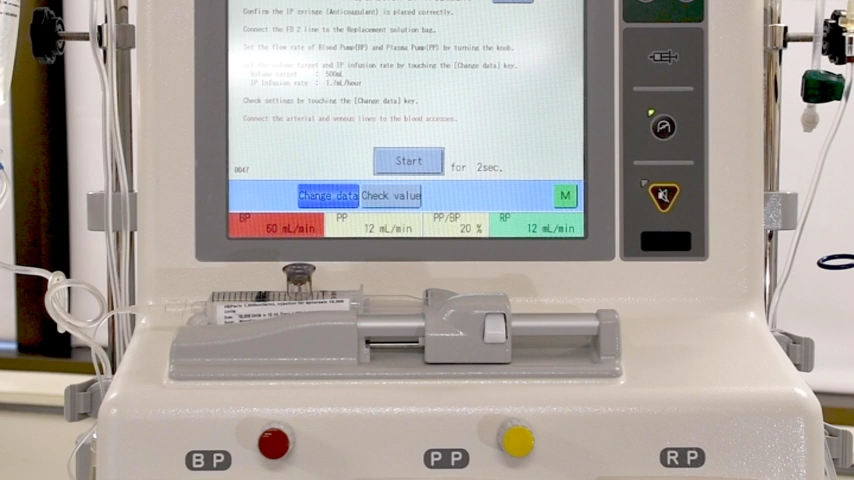 Confirm the IP syringe (Anticoagulant) is placed correctly.
Connect the FD 2 line to the Replacement solution bag.
Set the flow rate of Blood Pump(BP) and Plasma Pump(PP) by turning the knob.
volume target and IP infusion rate by touching the [Change data] key.
Volume target : 500mL
IP Infusion rate : 1.7mL/hour
Check settings by touching the [Change data] key.
Connect the arterial and venous lines to the blood accesses.
Start for 2sec.
0047
Change data Check value M
BP PP PP/BP RP
60 mL/min 12 mL/min 20 % 12 mL/min
Units
BP PP RP